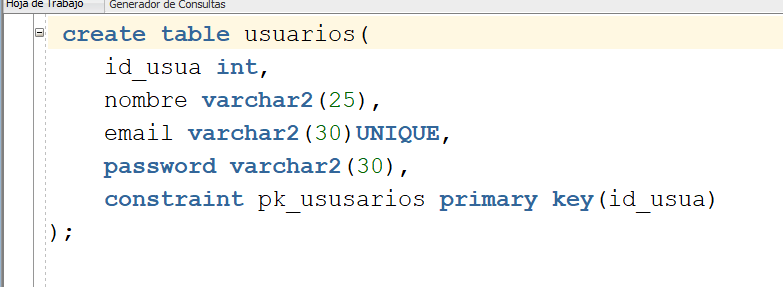 Hoja de Trabajo Generador de Consultas
create table usuarios(
id_usua int,
nombre varchar2(25),
email varchar2(30)UNIQUE,
password varchar2(30),
constraint pk_ususarios primary key(id_usua)
);